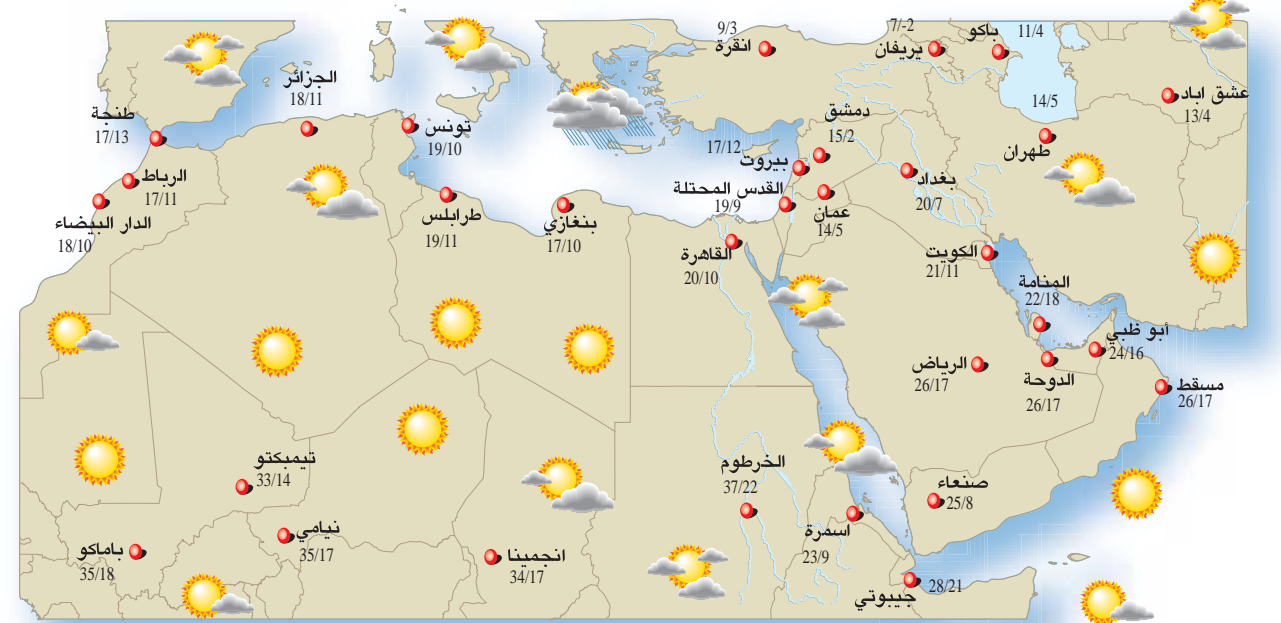 9/3
انقرة
7/-2
يريفان
باكو
11/4
عشق اباد
13/4
14/5
طهران
دمشق
15/2
17/12
بيروت
القدس المحتلة
19/9
عمان
14/5
بغداد
20/7
الجزائر
18/11
طنجة
17/13
تونس
19/10
الرباط
17/11
الدار البيضاء
18/10
طرابلس
19/11
بنغازي
17/10
القاهرة
20/10
الكويت
21/11
المنامة
22/18
أبو ظبي
24/16
الرياض
26/17
الدوحة
26/17
مسقط
26/17
تيمبكتو
33/14
الخرطوم
37/22
صنعاء
25/8
اسمرة
23/9
نيامي
35/17
باماكو
35/18
انجمينا
34/17
جيبوتي
28/21